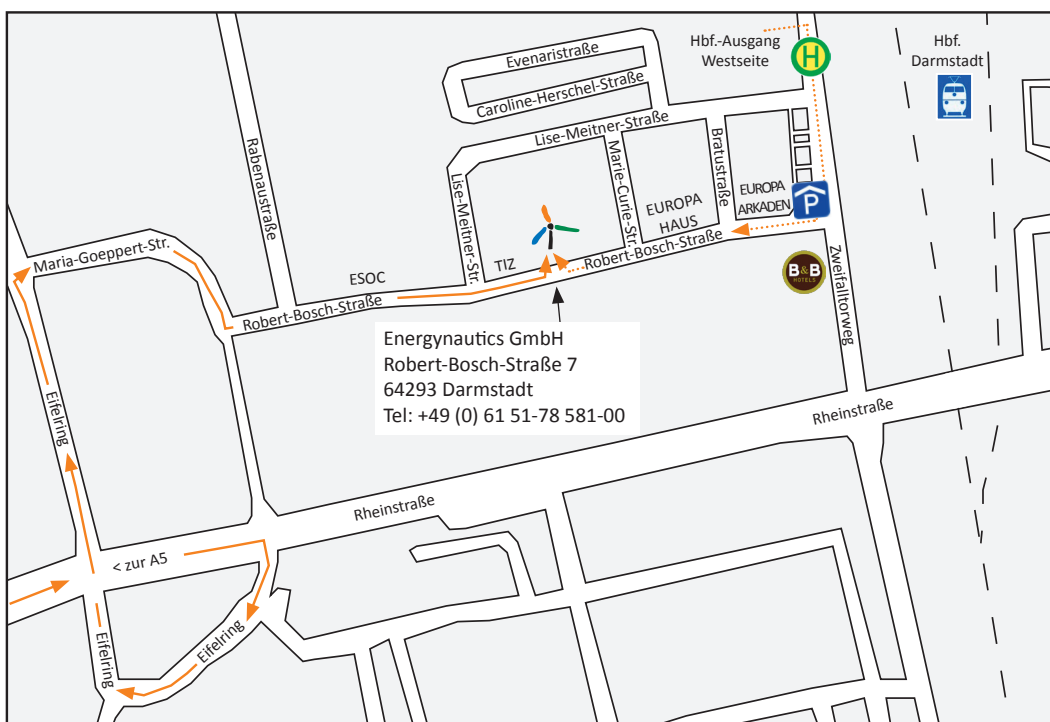 Hbf.-Ausgang
Westseite
H
Hbf.
Darmstadt
Evenaristraße
Caroline-Herschel-Straße
Lise-Meitner-Straße
Rabenaustraße
Lise-Meitner-Str.
Marie-Curie-Str.
Bratustraße
EUROPA
HAUS
EUROPA
ARKADEN
P
Maria-Goeppert-Str.
ESOC
TIZ
Robert-Bosch-Straße
Robert-Bosch-Straße
B&B
HOTELS
Zweifalltorweg
Energynautics GmbH
Robert-Bosch-Straße 7
64293 Darmstadt
Tel: +49 (0) 61 51-78 581-00
Eifelring
Rheinstraße
Rheinstraße
< zur A5
Eifelring
Eifelring